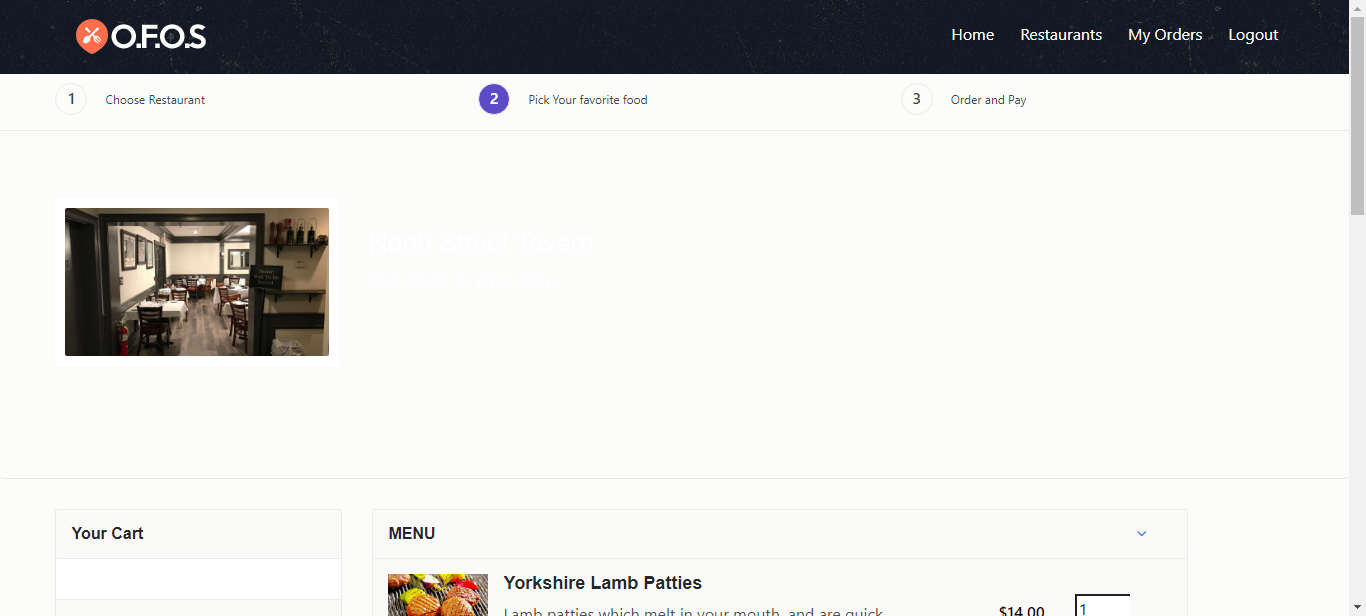 O.F.O.S
Home Restaurants My Orders Logout
1 Choose Restaurant 2 Pick Your favorite food 3 Order and Pay
North Street Tavern
Your Cart
MENU
Yorkshire Lamb Patties
Lamb patties which melt in your mouth, and are quick
$14.00
1